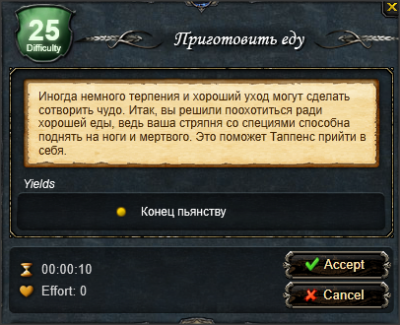 25
Difficulty
Приготовить еду
Иногда немного терпения и хороший уход могут сделать
сотворить чудо. Итак, вы решили поохотиться ради
хорошей еды, ведь ваша стряпня со специями способна
поднять на ноги и мертвого. Это поможет Таппенс прийти в
себя.
Yields
Конец пьянству
00:00:10
Effort: 0
Accept
Cancel